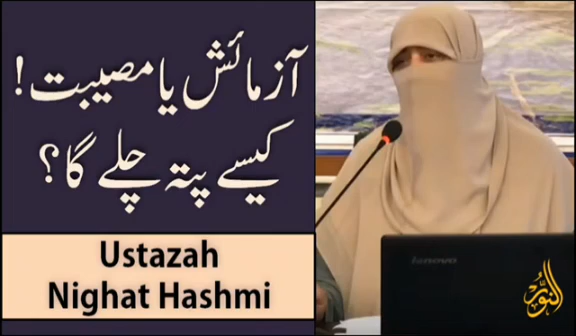 آزمائش یا مصیبت!
کیسے پتہ چلے گا؟
Ustazah
Nighat Hashmi
lenovo
النور